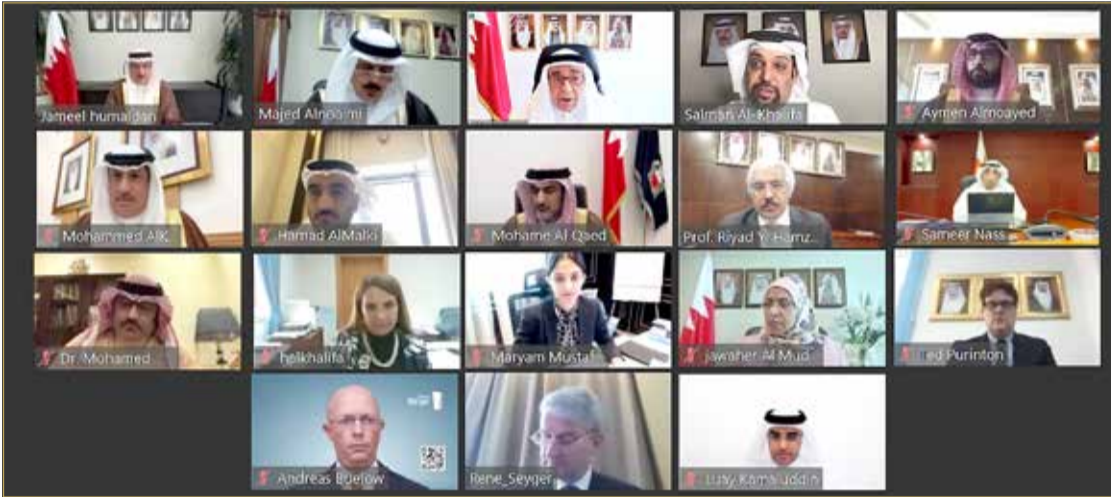 Jameel humaidan
Majed Alnoaimi
Salman Al-Khalifa
Aymen Almoayed
Mohammed AlK
Hamad AlMalki
Mohame Al Qaed
Prof. Riyad Y. Hamz...
Sameer Nass
Dr. Mohamed
helkhalifa
Maryam Mustaf
jawaher Al Mud
ed Purinton
Andreas Buelow
Rene_Seyger
Luay Kamaluddin